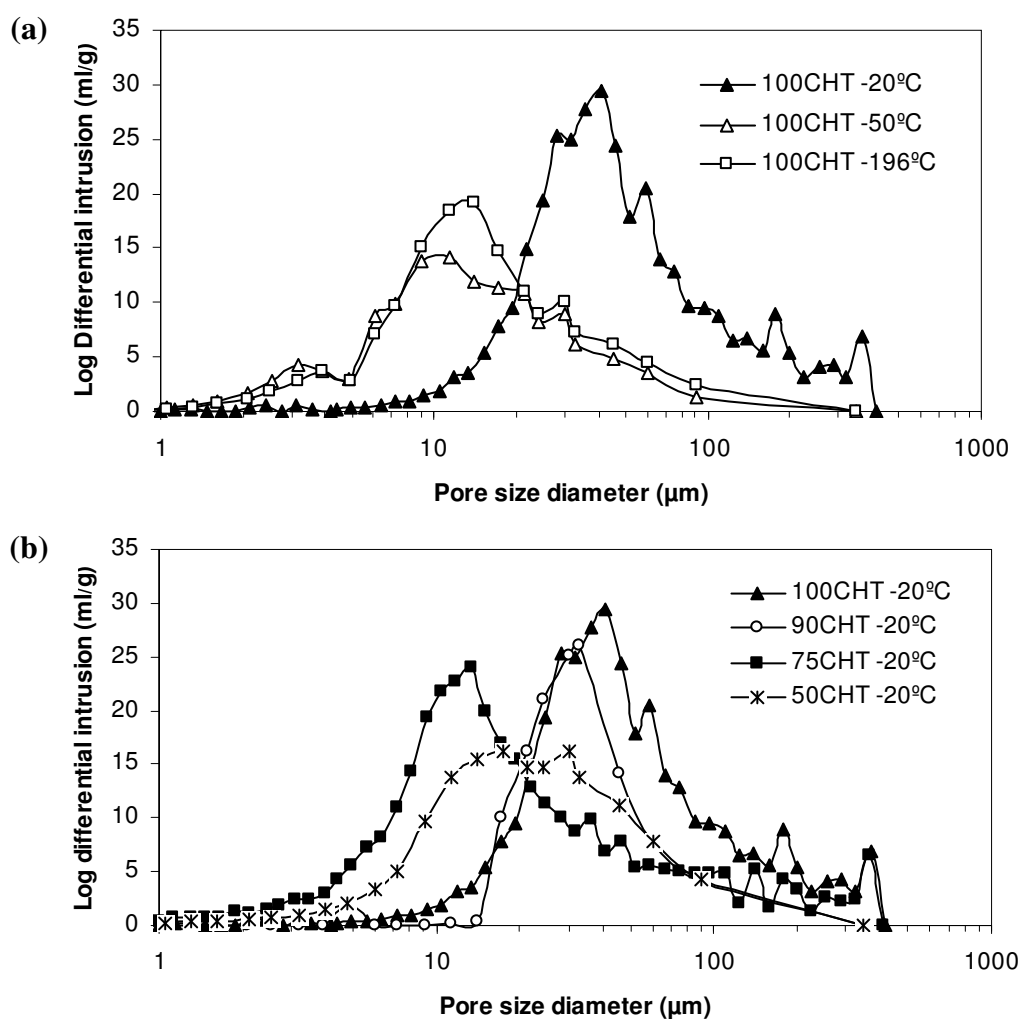 (a)
35
30
25
20
15
10
5
0
Log Differential intrusion (ml/g)
100CHT -20ºC
100CHT -50ºC
100CHT -196ºC
1 10 100 1000
Pore size diameter (µm)
(b)
35
30
25
20
15
10
5
0
Log differential intrusion (ml/g)
100CHT -20ºC
90CHT -20ºC
75CHT -20ºC
50CHT -20ºC
1 10 100 1000
Pore size diameter (µm)